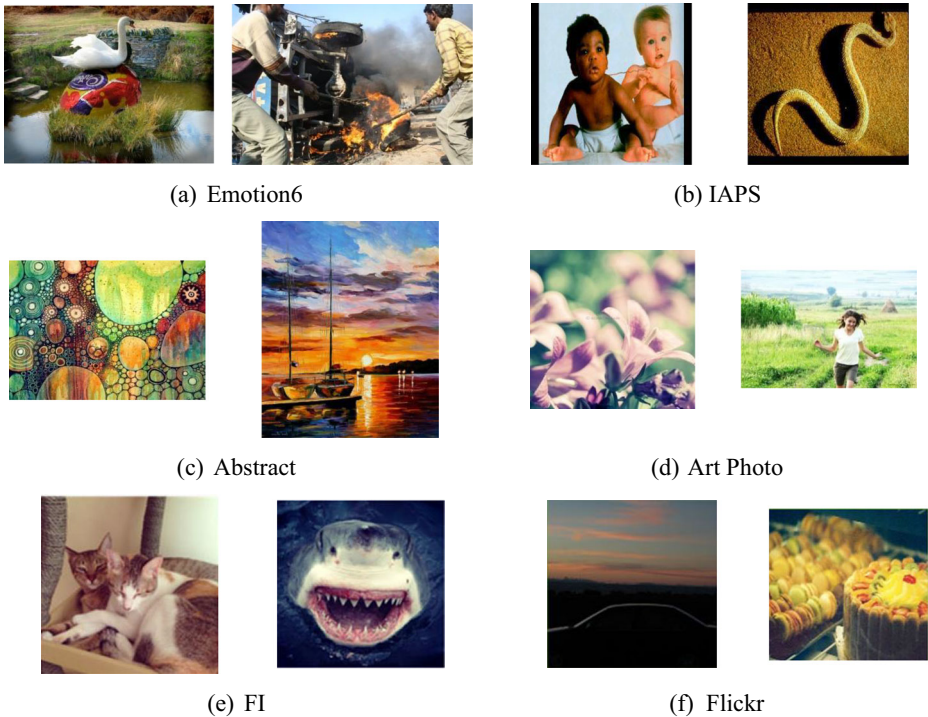 (a) Emotion6
(b) IAPS
(c) Abstract
(d) Art Photo
(e) FI
(f) Flickr